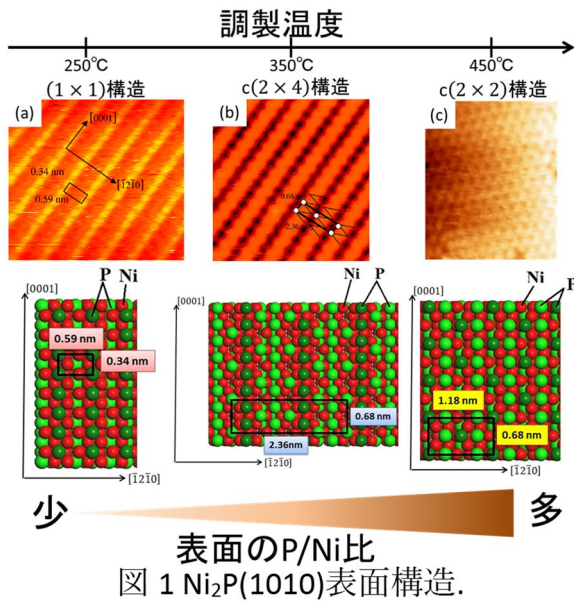 調製温度
250℃ 350℃ 450℃
(1 × 1)構造 c(2 × 4)構造 c(2 × 2)構造
(a) (b) (c)
[0001]
0.34 nm
0.59 nm
[1̄21̄0]
0.68
2.36 nm
P Ni Ni P Ni P
[0001] [0001] [0001]
0.59 nm
0.34 nm
1.18 nm
0.68 nm 0.68 nm
2.36nm
[1̄21̄0] [1̄21̄0] [1̄21̄0]
少 多
表面のP/Ni比
図 1 Ni₂P(1010)表面構造.